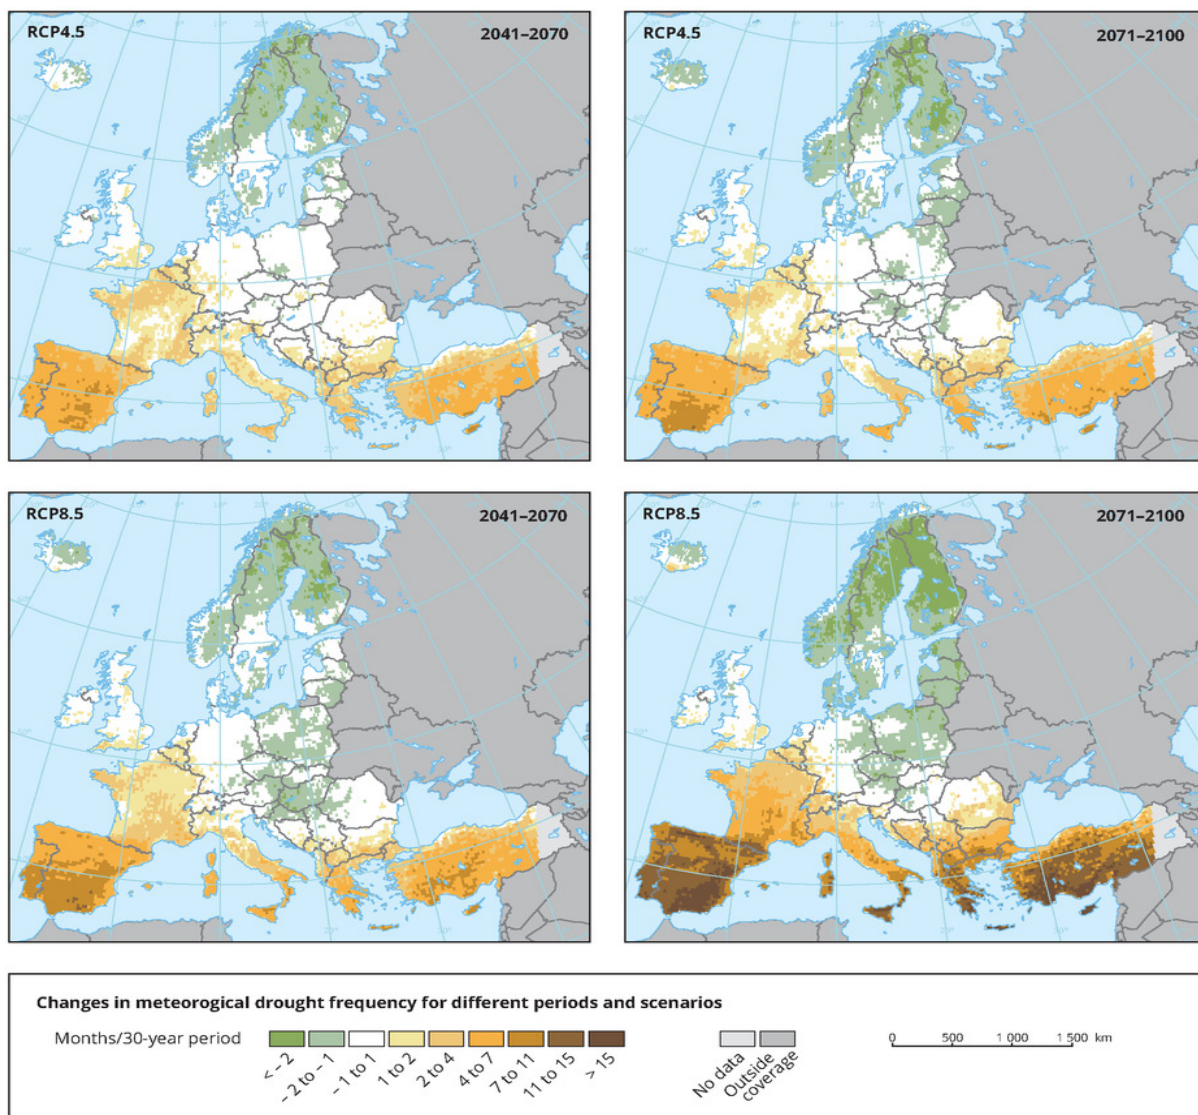 RCP4.5
2041–2070
RCP4.5
2071–2100
RCP8.5
2041–2070
RCP8.5
2071–2100
Changes in meteorogical drought frequency for different periods and scenarios
Months/30-year period
< – 2
– 2 to – 1
– 1 to 1
1 to 2
2 to 4
4 to 7
7 to 11
11 to 15
> 15
No data
Outside
coverage
0 500 1 000 1 500 km